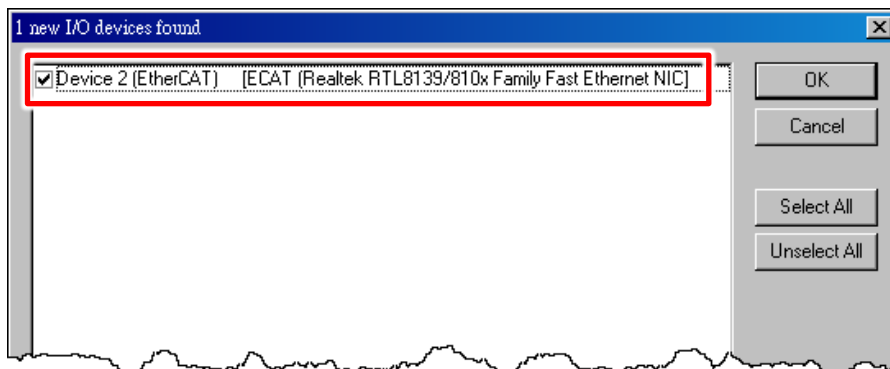 1 new I/O devices found
Device 2 (EtherCAT) [ECAT (Realtek RTL8139/810x Family Fast Ethernet NIC]
OK
Cancel
Select All
Unselect All